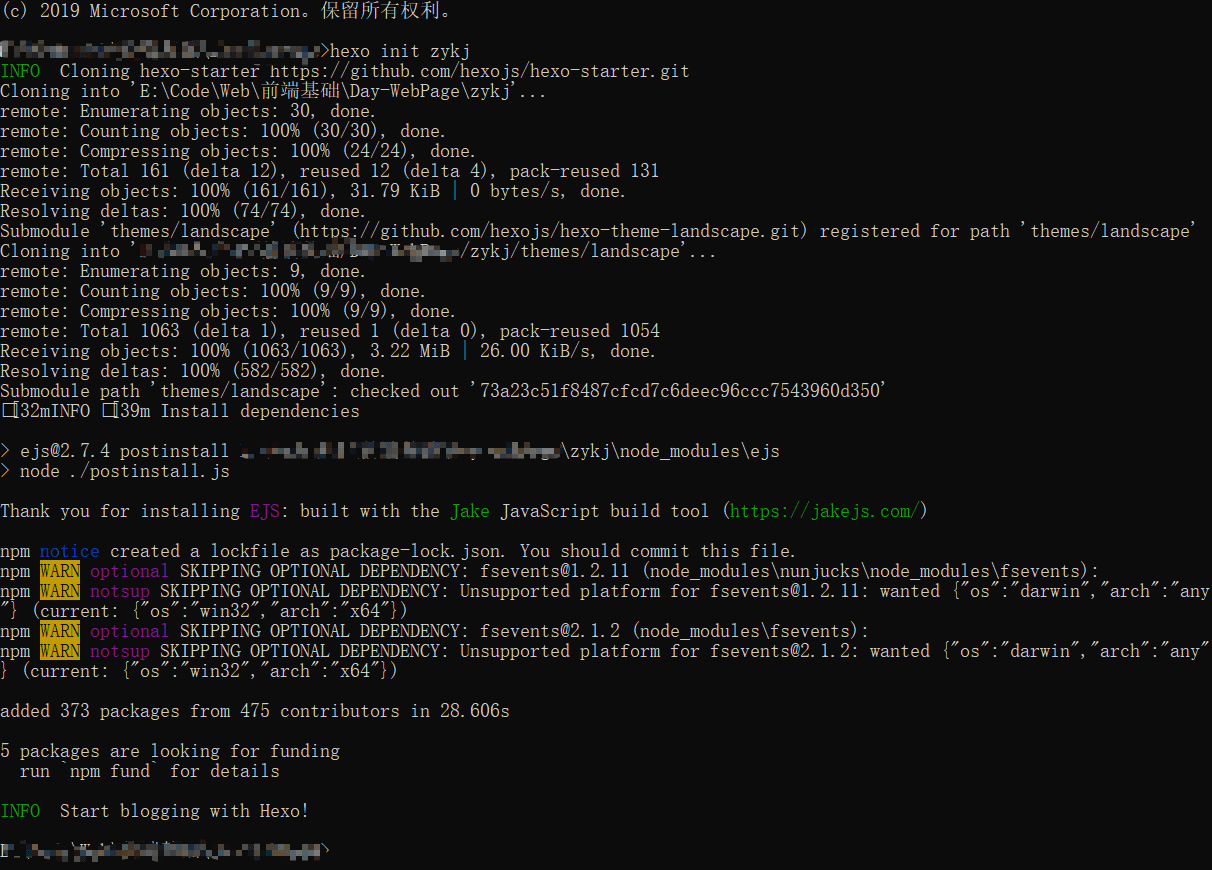 (c) 2019 Microsoft Corporation。保留所有权利。
>hexo init zykj
INFO  Cloning hexo-starter https://github.com/hexojs/hexo-starter.git
Cloning into 'E:\Code\Web\前端基础\Day-WebPage\zykj'...
remote: Enumerating objects: 30, done.
remote: Counting objects: 100% (30/30), done.
remote: Compressing objects: 100% (24/24), done.
remote: Total 161 (delta 12), reused 12 (delta 4), pack-reused 131
Receiving objects: 100% (161/161), 31.79 KiB | 0 bytes/s, done.
Resolving deltas: 100% (74/74), done.
Submodule 'themes/landscape' (https://github.com/hexojs/hexo-theme-landscape.git) registered for path 'themes/landscape'
Cloning into '/zykj/themes/landscape'...
remote: Enumerating objects: 9, done.
remote: Counting objects: 100% (9/9), done.
remote: Compressing objects: 100% (9/9), done.
remote: Total 1063 (delta 1), reused 1 (delta 0), pack-reused 1054
Receiving objects: 100% (1063/1063), 3.22 MiB | 26.00 KiB/s, done.
Resolving deltas: 100% (582/582), done.
Submodule path 'themes/landscape': checked out '73a23c51f8487cfcd7c6deec96ccc7543960d350'
□[32mINFO □[39m Install dependencies
> ejs@2.7.4 postinstall \zykj\node_modules\ejs
> node ./postinstall.js
Thank you for installing EJS: built with the Jake JavaScript build tool (https://jakejs.com/)
npm notice created a lockfile as package-lock.json. You should commit this file.
npm WARN optional SKIPPING OPTIONAL DEPENDENCY: fsevents@1.2.11 (node_modules\nunjucks\node_modules\fsevents):
npm WARN notsup SKIPPING OPTIONAL DEPENDENCY: Unsupported platform for fsevents@1.2.11: wanted {"os":"darwin","arch":"any
"} (current: {"os":"win32","arch":"x64"})
npm WARN optional SKIPPING OPTIONAL DEPENDENCY: fsevents@2.1.2 (node_modules\fsevents):
npm WARN notsup SKIPPING OPTIONAL DEPENDENCY: Unsupported platform for fsevents@2.1.2: wanted {"os":"darwin","arch":"any"
} (current: {"os":"win32","arch":"x64"})
added 373 packages from 475 contributors in 28.606s
5 packages are looking for funding
  run `npm fund` for details
INFO  Start blogging with Hexo!
>